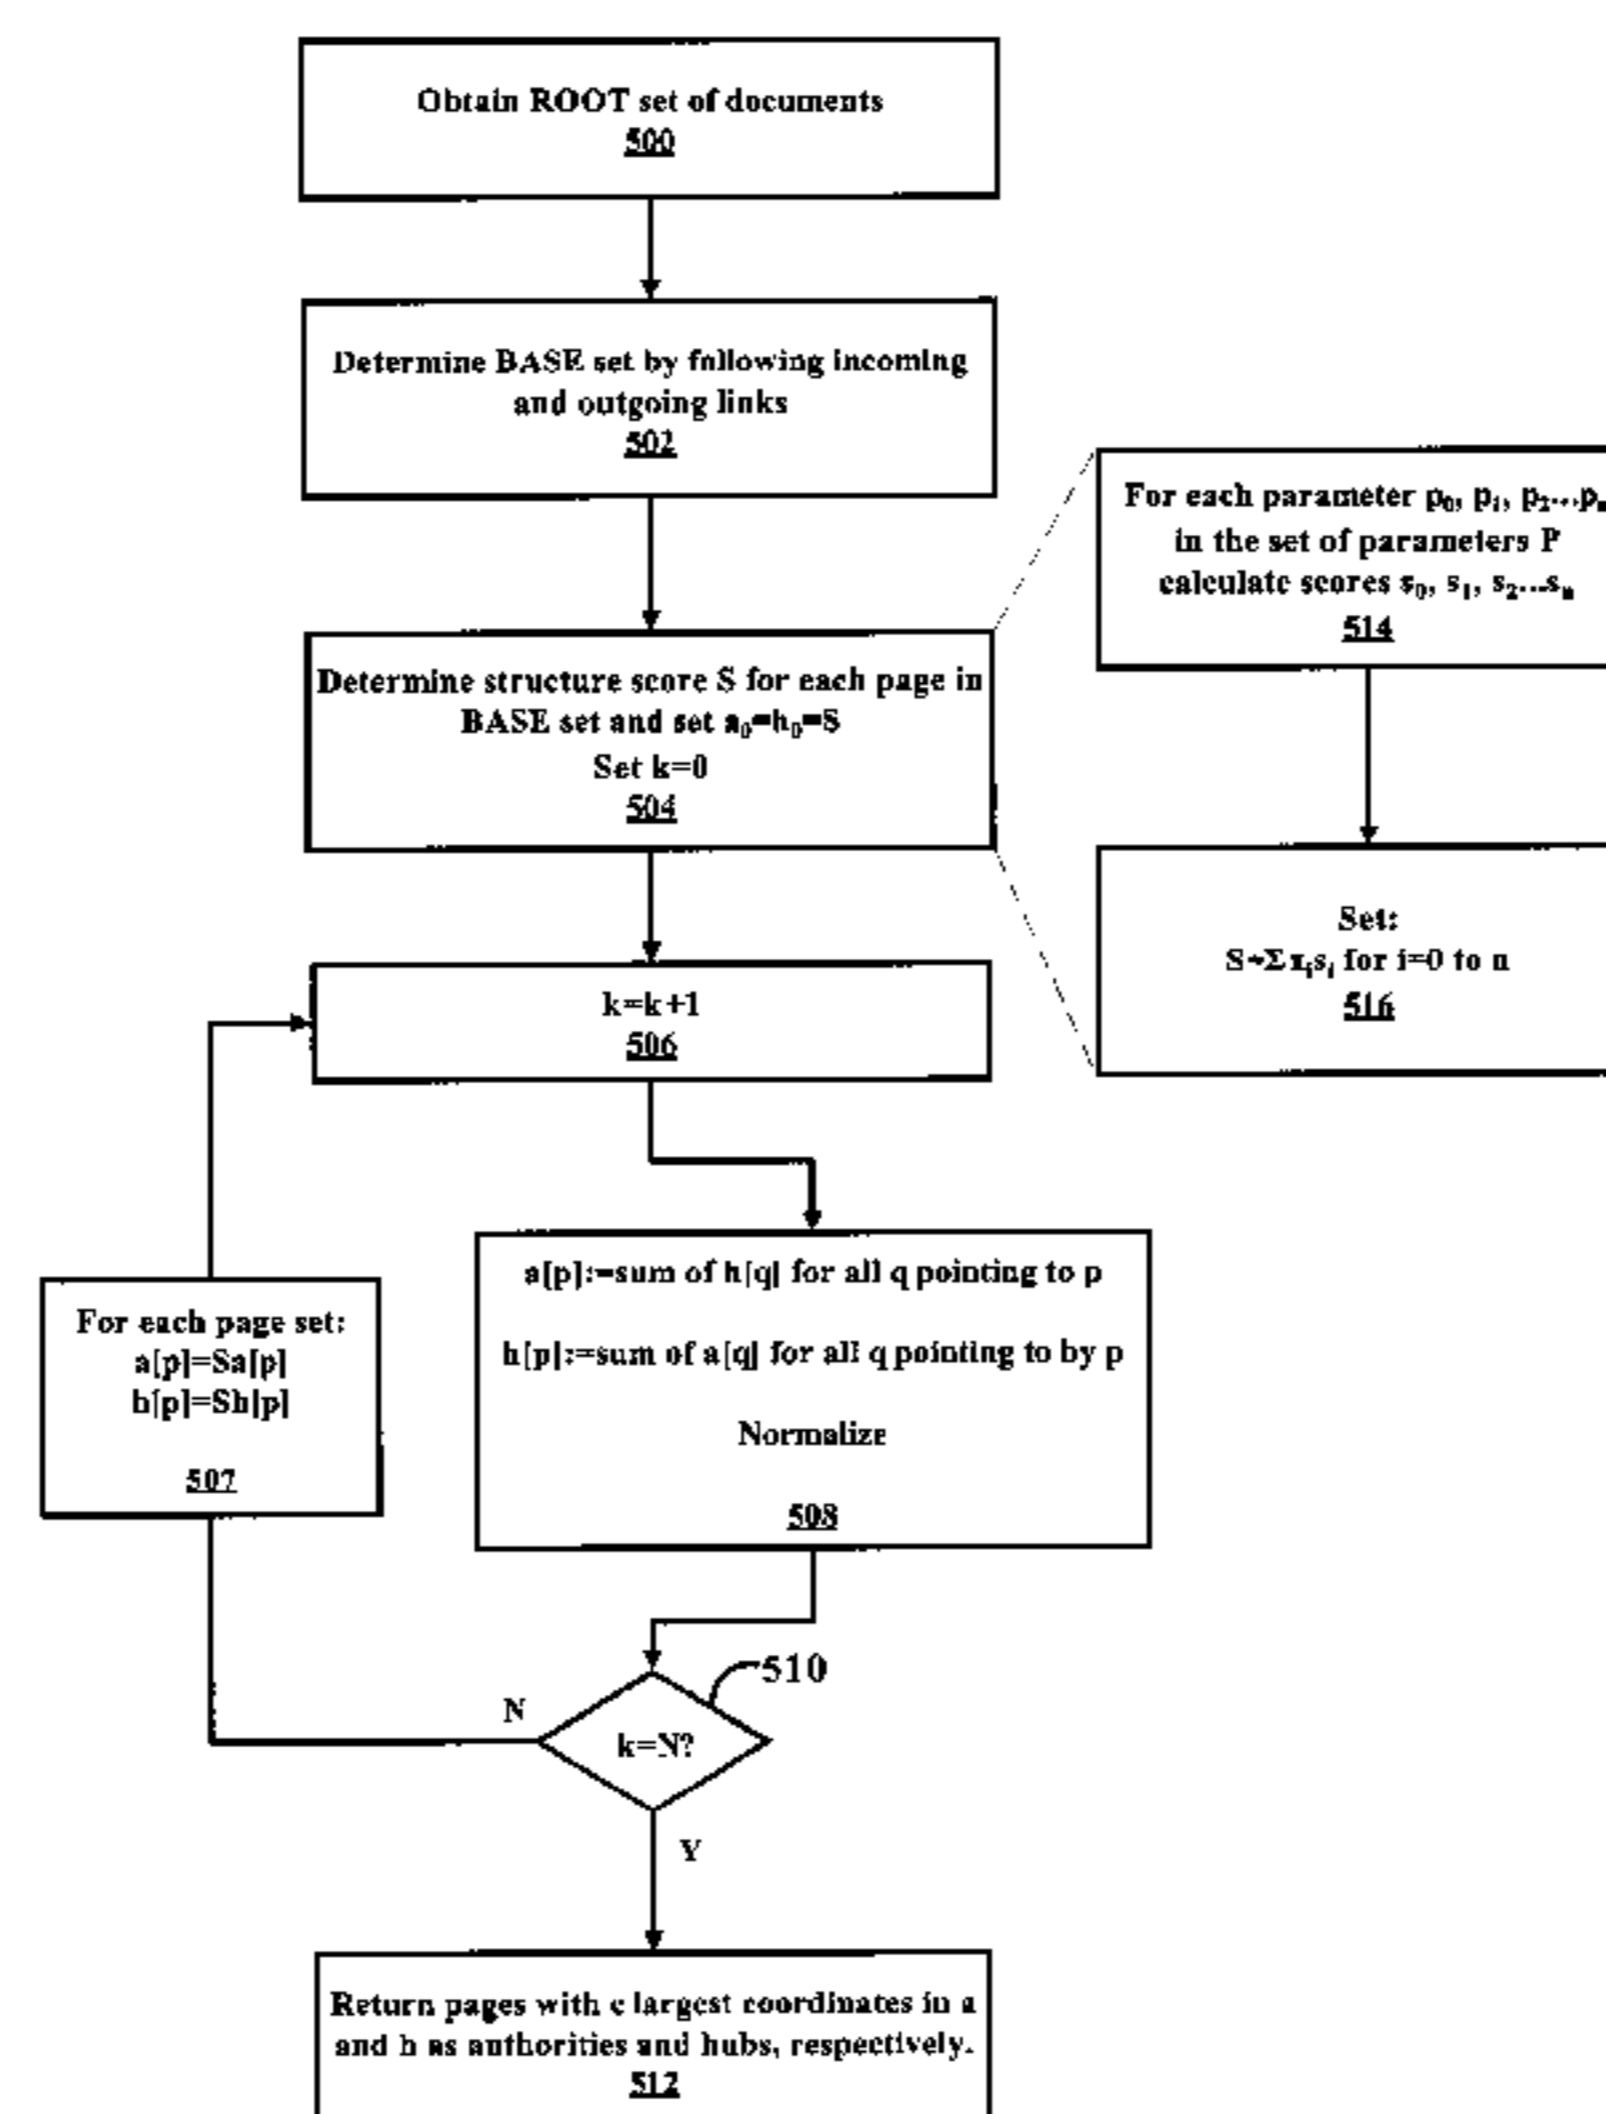 Obtain ROOT set of documents
500
Determine BASE set by following incoming
and outgoing links
502
For each parameter p₀, p₁, p₂...pₙ
in the set of parameters P
calculate scores s₀, s₁, s₂...sₙ
514
Determine structure score S for each page in
BASE set and set a₀=h₀=S
Set k=0
504
Set:
for i=0 to n
516
k=k+1
506
a[p]:=sum of h[q] for all q pointing to p
h[p]:=sum of a[q] for all q pointing to by p
Normalize
508
For each page set:
a[p]=Sa[p]
h[p]=Sh[p]
507
510
N
k=N?
Y
Return pages with c largest coordinates in a
and h as authorities and hubs, respectively.
512